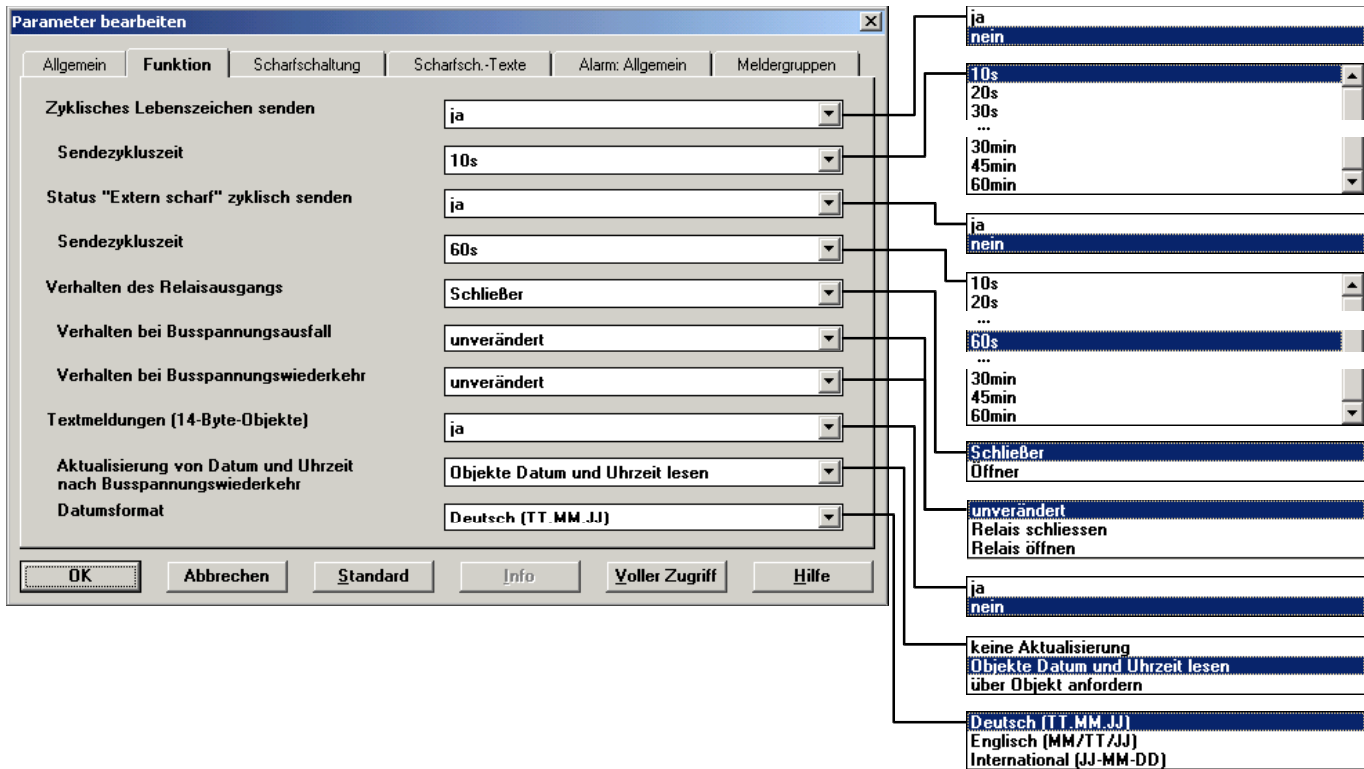 Parameter bearbeiten
Allgemein Funktion Scharfschaltung Scharfsch.-Texte Alarm: Allgemein Meldergruppen
Zyklisches Lebenszeichen senden ja
Sendezykluszeit 10s
Status "Extern scharf" zyklisch senden ja
Sendezykluszeit 60s
Verhalten des Relaisausgangs Schließer
Verhalten bei Busspannungsausfall unverändert
Verhalten bei Busspannungswiederkehr unverändert
Textmeldungen (14-Byte-Objekte) ja
Aktualisierung von Datum und Uhrzeit
nach Busspannungswiederkehr Objekte Datum und Uhrzeit lesen
Datumsformat Deutsch (TT.MM.JJ)
OK Abbrechen Standard Info Voller Zugriff Hilfe
ja
nein
10s
20s
30s
...
30min
45min
60min
ja
nein
10s
20s
...
60s
...
30min
45min
60min
Schließer
Öffner
unverändert
Relais schliessen
Relais öffnen
ja
nein
keine Aktualisierung
Objekte Datum und Uhrzeit lesen
über Objekt anfordern
Deutsch (TT.MM.JJ)
Englisch (MM/TT/JJ)
International (JJ-MM-DD)